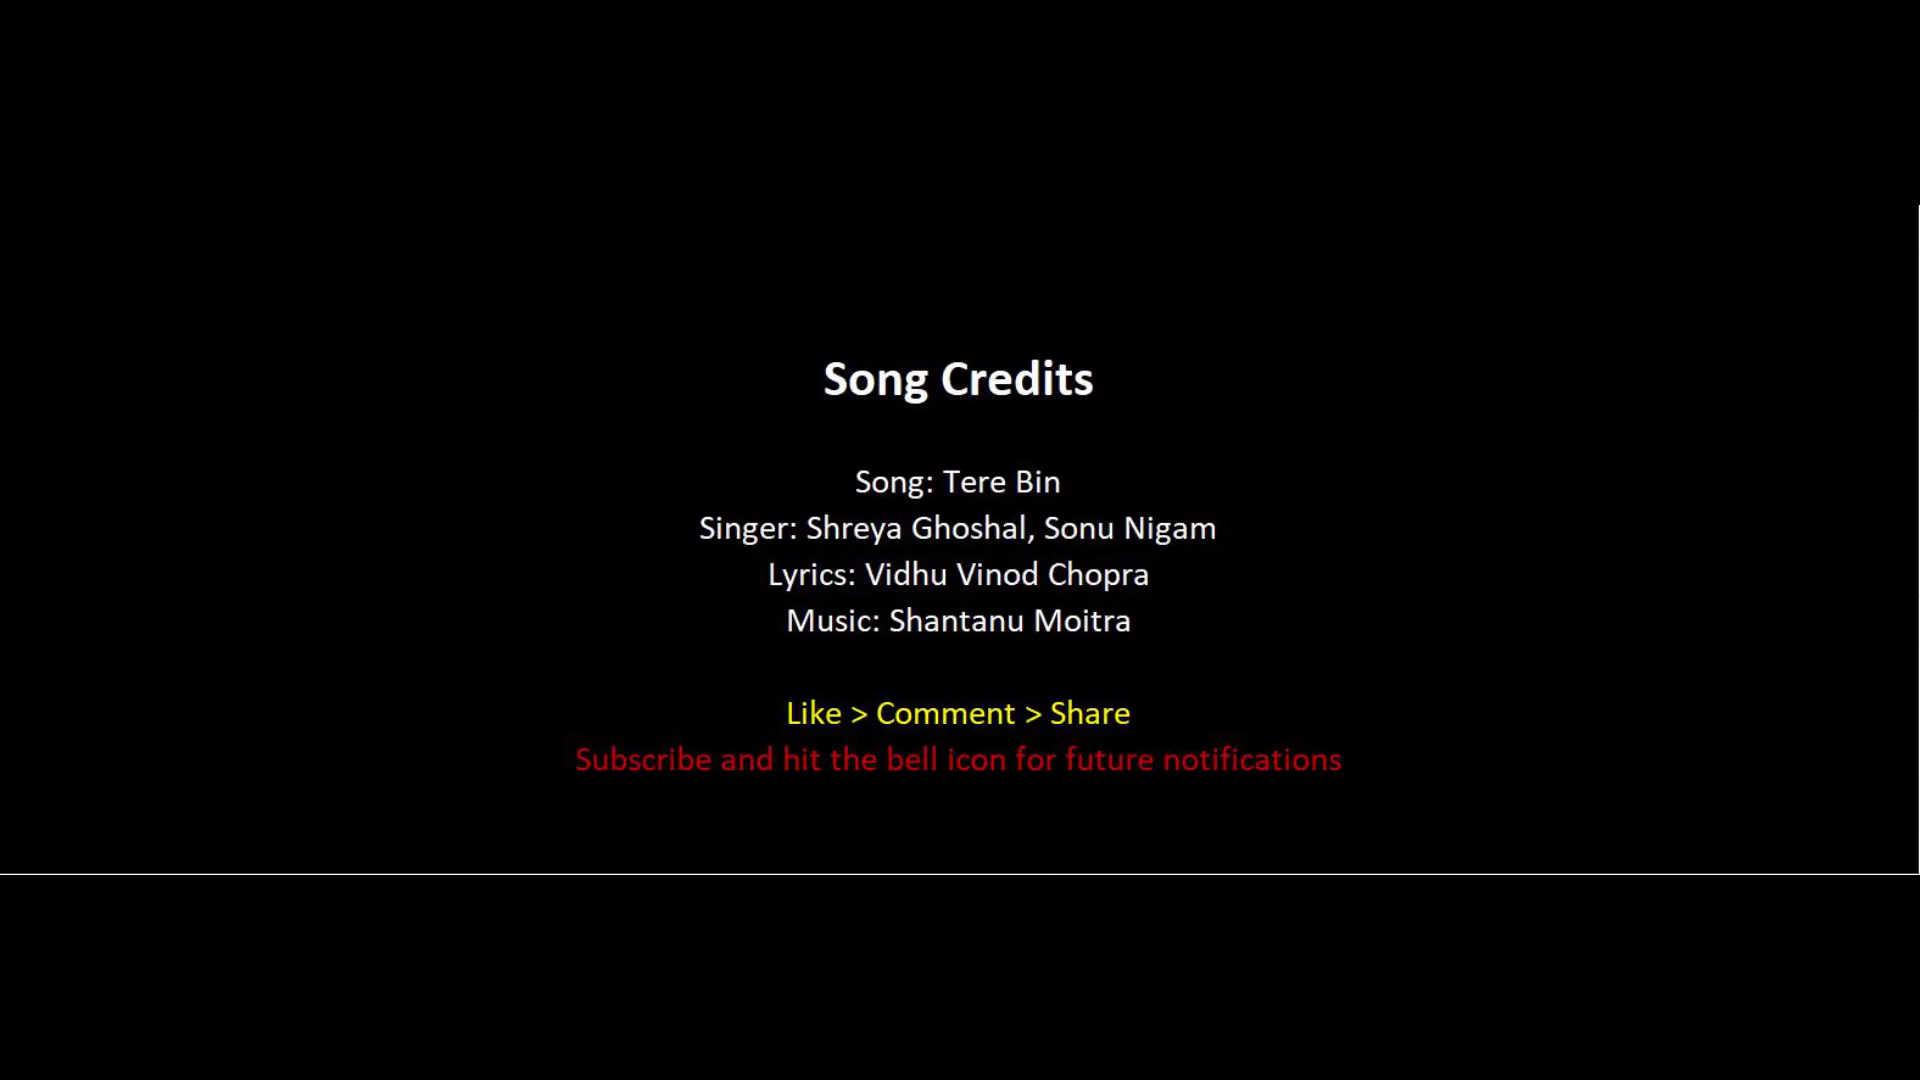 Song Credits
Song: Tere Bin
Singer: Shreya Ghoshal, Sonu Nigam
Lyrics: Vidhu Vinod Chopra
Music: Shantanu Moitra
Like > Comment > Share
Subscribe and hit the bell icon for future notifications